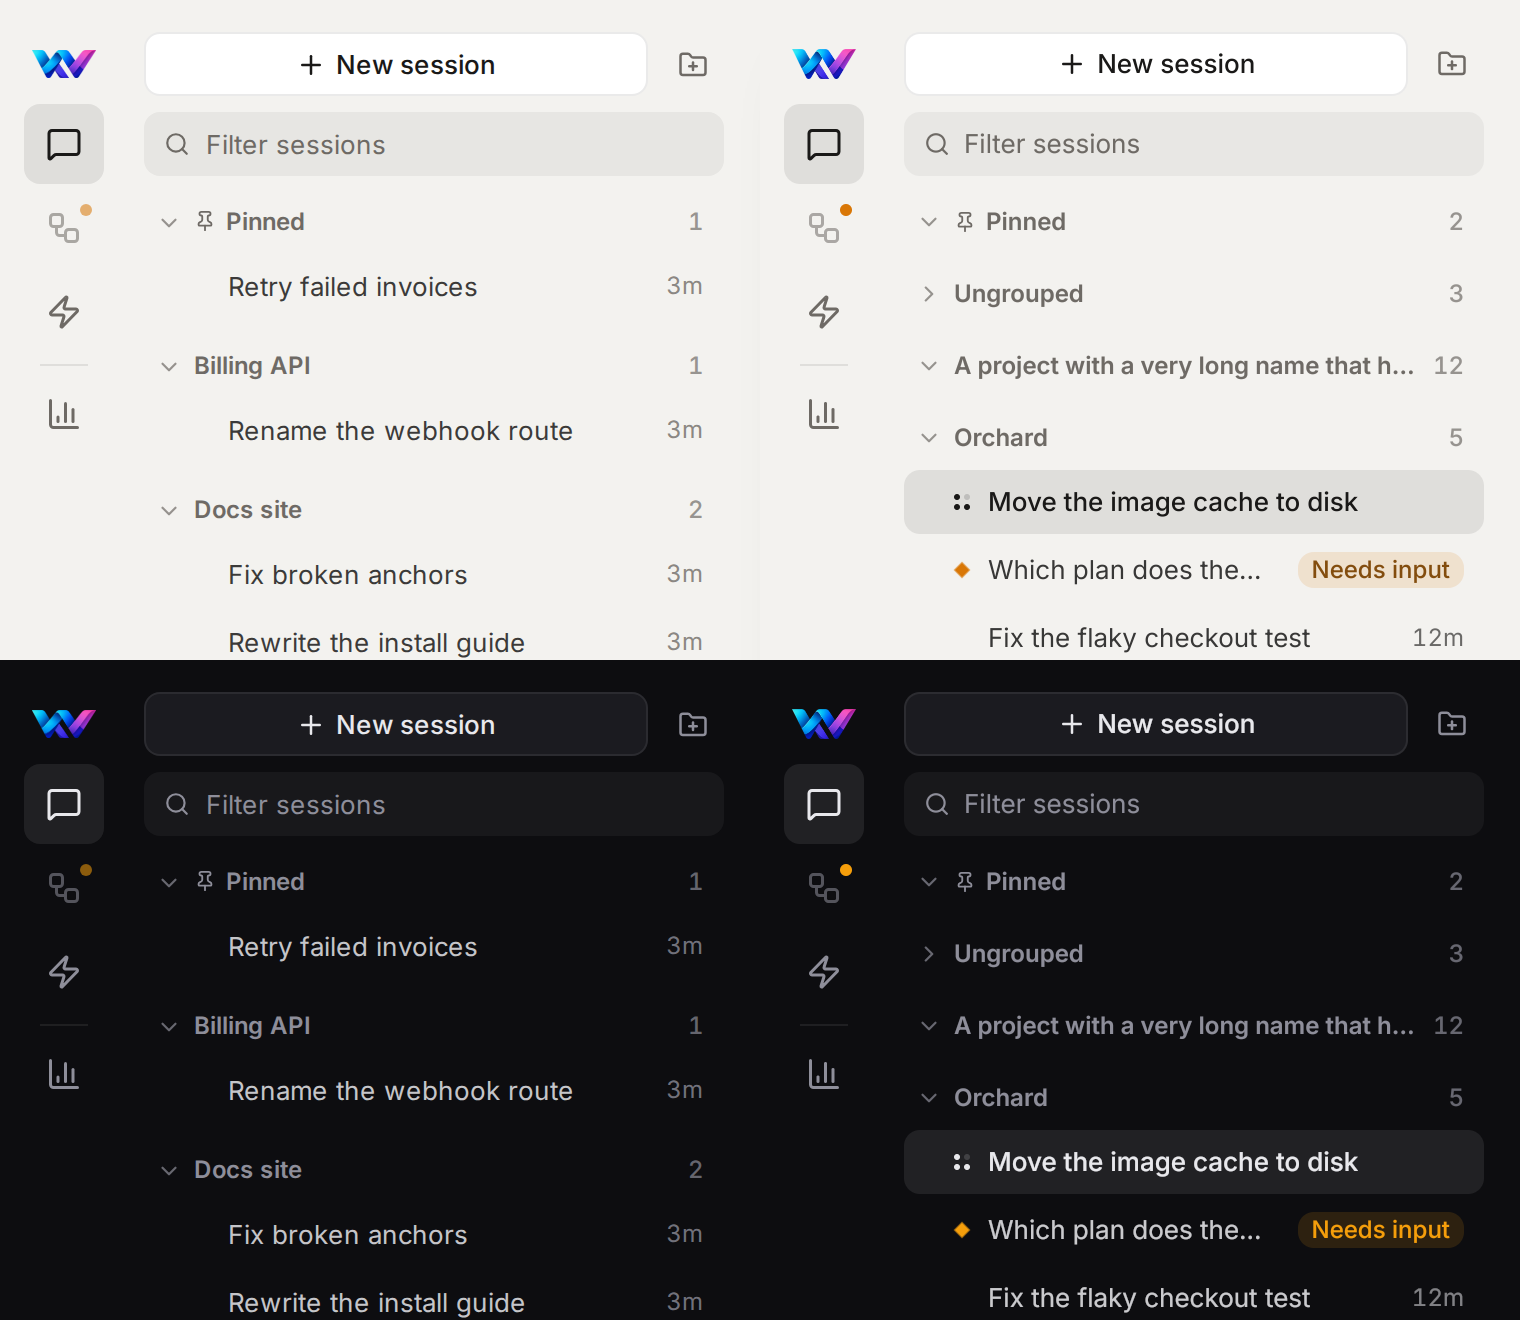 New session
Filter sessions
Pinned 1
Retry failed invoices 3m
Billing API 1
Rename the webhook route 3m
Docs site 2
Fix broken anchors 3m
Rewrite the install guide 3m
New session
Filter sessions
Pinned 2
Ungrouped 3
A project with a very long name that h... 12
Orchard 5
Move the image cache to disk
Which plan does the... Needs input
Fix the flaky checkout test 12m
New session
Filter sessions
Pinned 1
Retry failed invoices 3m
Billing API 1
Rename the webhook route 3m
Docs site 2
Fix broken anchors 3m
Rewrite the install guide 3m
New session
Filter sessions
Pinned 2
Ungrouped 3
A project with a very long name that h... 12
Orchard 5
Move the image cache to disk
Which plan does the... Needs input
Fix the flaky checkout test 12m